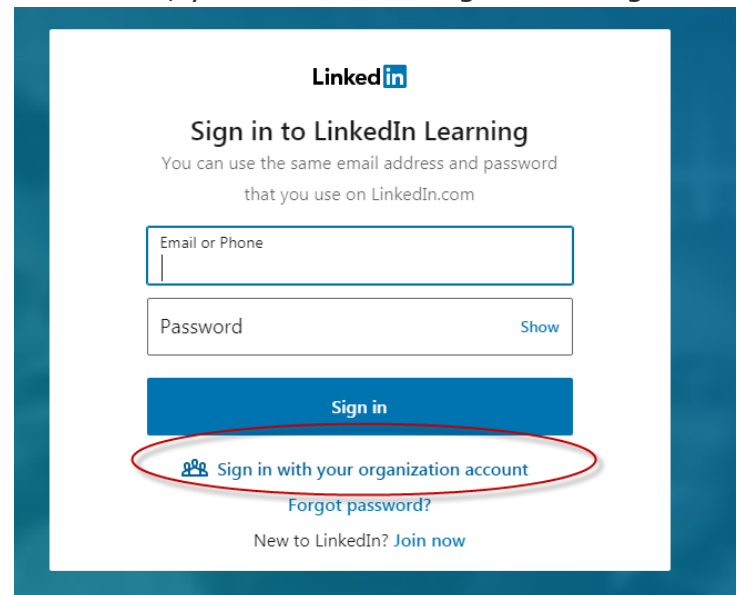 Linked in
Sign in to LinkedIn Learning
You can use the same email address and password
that you use on LinkedIn.com
Email or Phone
Password Show
Sign in
Sign in with your organization account
Forgot password?
New to LinkedIn? Join now